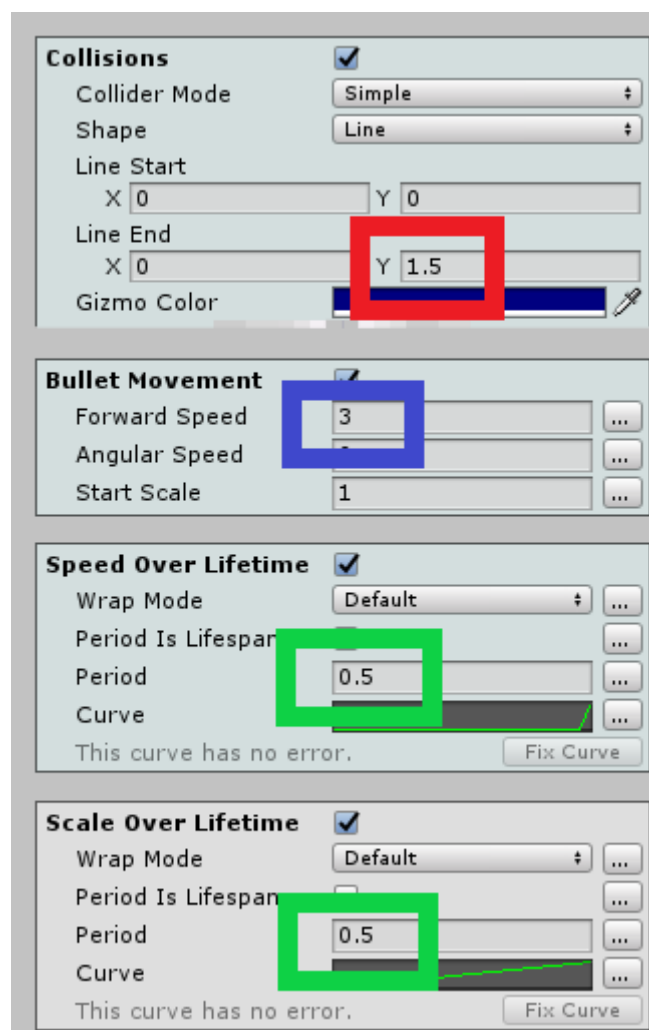 Collisions
Collider Mode Simple
Shape Line
Line Start
X 0 Y 0
Line End
X 0 Y 1.5
Gizmo Color
Bullet Movement
Forward Speed 3 ...
Angular Speed ...
Start Scale 1 ...
Speed Over Lifetime
Wrap Mode Default ...
Period Is Lifespan ...
Period 0.5 ...
Curve ...
This curve has no error. Fix Curve
Scale Over Lifetime
Wrap Mode Default ...
Period Is Lifespan ...
Period 0.5 ...
Curve ...
This curve has no error. Fix Curve